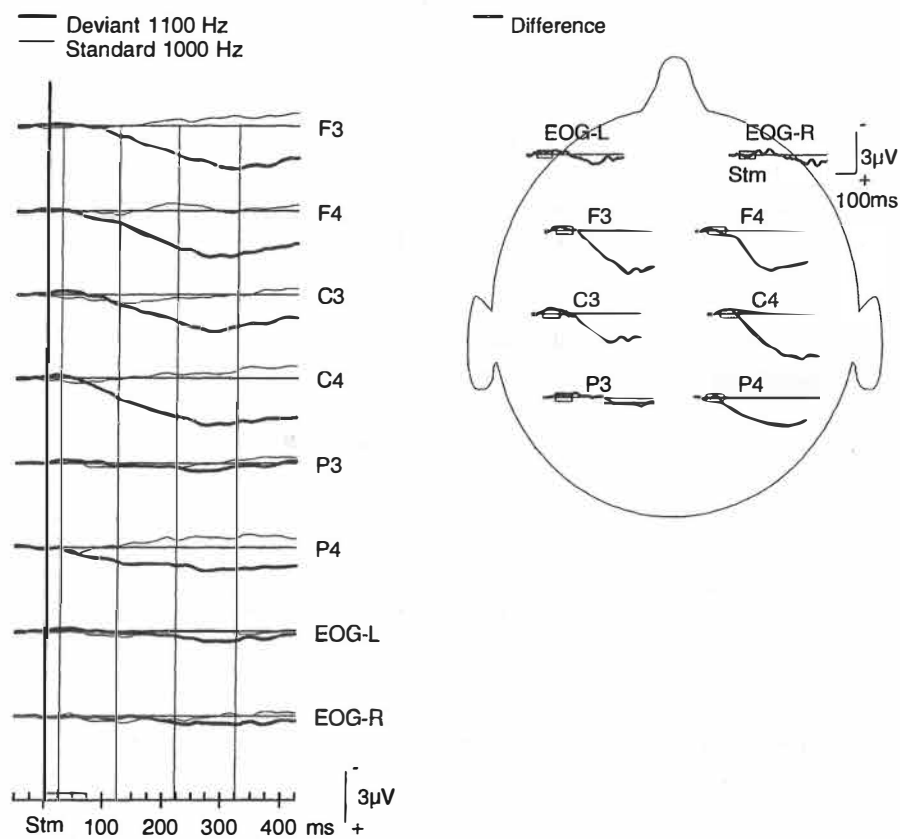 Deviant 1100 Hz
Standard 1000 Hz
F3
F4
C3
C4
P3
P4
EOG-L
EOG-R
-
3µV
+
Stm 100 200 300 400 ms
Difference
EOG-L EOG-R
-
3µV
+
Stm
100ms
F3 F4
C3 C4
P3 P4